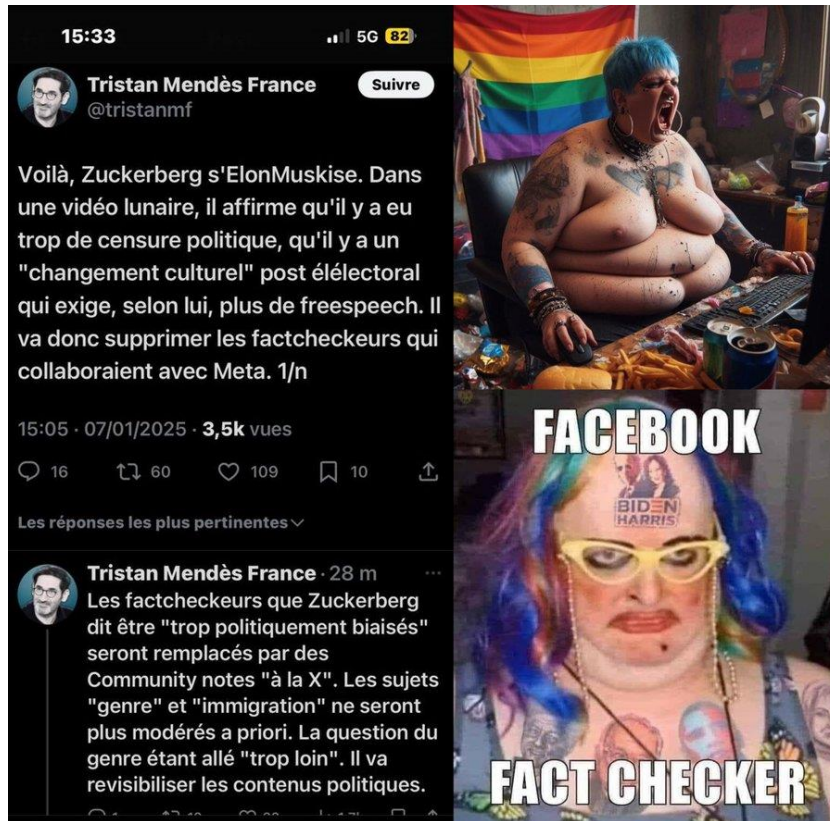 15:33
5G 82
Tristan Mendès France
@tristanmf
Suivre
Voilà, Zuckerberg s'ElonMuskise. Dans
une vidéo lunaire, il affirme qu'il y a eu
trop de censure politique, qu'il y a un
"changement culturel" post élélectoral
qui exige, selon lui, plus de freespeech. Il
va donc supprimer les factcheckeurs qui
collaboraient avec Meta. 1/n
15:05 · 07/01/2025 · 3,5k vues
16 60 109 10
Les réponses les plus pertinentes
Tristan Mendès France · 28 m
Les factcheckeurs que Zuckerberg
dit être "trop politiquement biaisés"
seront remplacés par des
Community notes "à la X". Les sujets
"genre" et "immigration" ne seront
plus modérés a priori. La question du
genre étant allé "trop loin". Il va
revisibiliser les contenus politiques.
FACEBOOK
BIDEN
HARRIS
FACT CHECKER